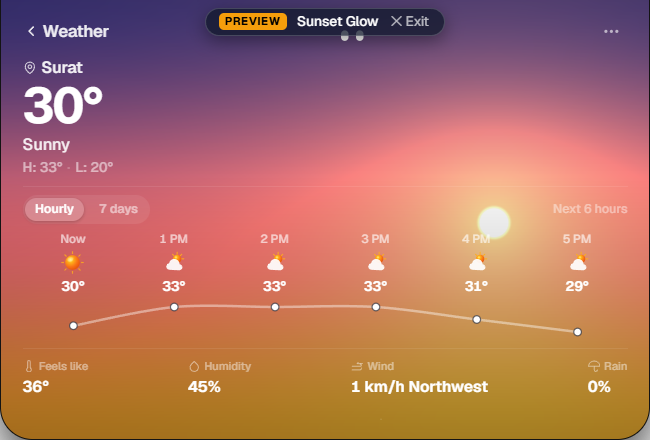 PREVIEW Sunset Glow Exit
Weather
Surat
30°
Sunny
H: 33° · L: 20°
Hourly 7 days Next 6 hours
Now 1 PM 2 PM 3 PM 4 PM 5 PM
30° 33° 33° 33° 31° 29°
Feels like Humidity Wind Rain
36° 45% 1 km/h Northwest 0%